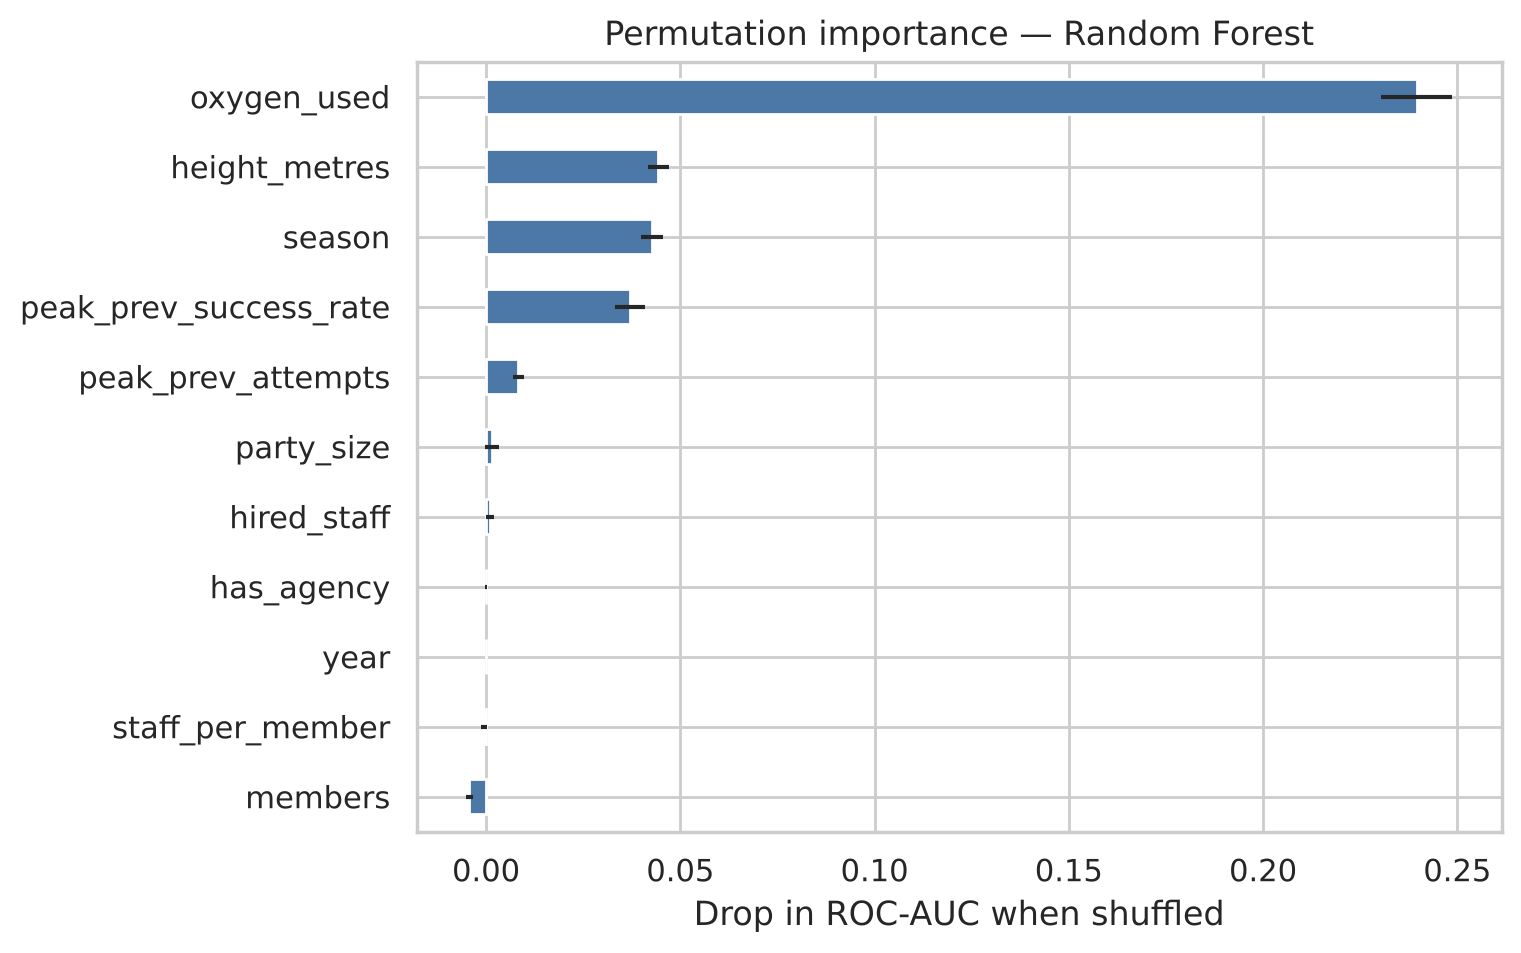 Permutation importance — Random Forest
oxygen_used
height_metres
season
peak_prev_success_rate
peak_prev_attempts
party_size
hired_staff
has_agency
year
staff_per_member
members
0.00 0.05 0.10 0.15 0.20 0.25
Drop in ROC-AUC when shuffled